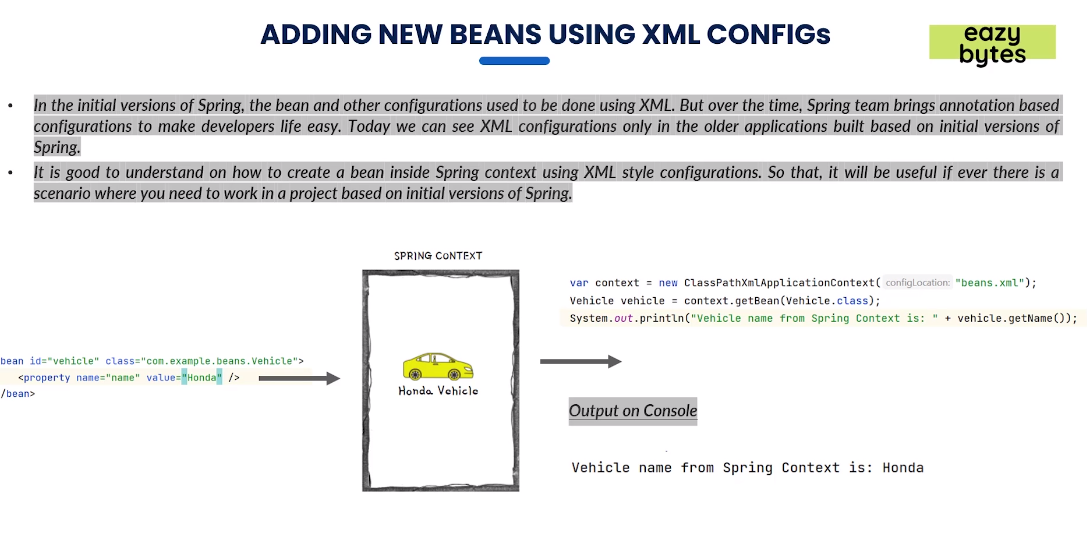 ADDING NEW BEANS USING XML CONFIGs
eazy
bytes
• In the initial versions of Spring, the bean and other configurations used to be done using XML. But over the time, Spring team brings annotation based
configurations to make developers life easy. Today we can see XML configurations only in the older applications built based on initial versions of
Spring.
• It is good to understand on how to create a bean inside Spring context using XML style configurations. So that, it will be useful if ever there is a
scenario where you need to work in a project based on initial versions of Spring.
bean id="vehicle" class="com.example.beans.Vehicle">
<property name="name" value="Honda" />
/bean>
SPRING CONTEXT
Honda Vehicle
var context = new ClassPathXmlApplicationContext( configLocation: "beans.xml");
Vehicle vehicle = context.getBean(Vehicle.class);
System.out.println("Vehicle name from Spring Context is: " + vehicle.getName());
Output on Console
Vehicle name from Spring Context is: Honda